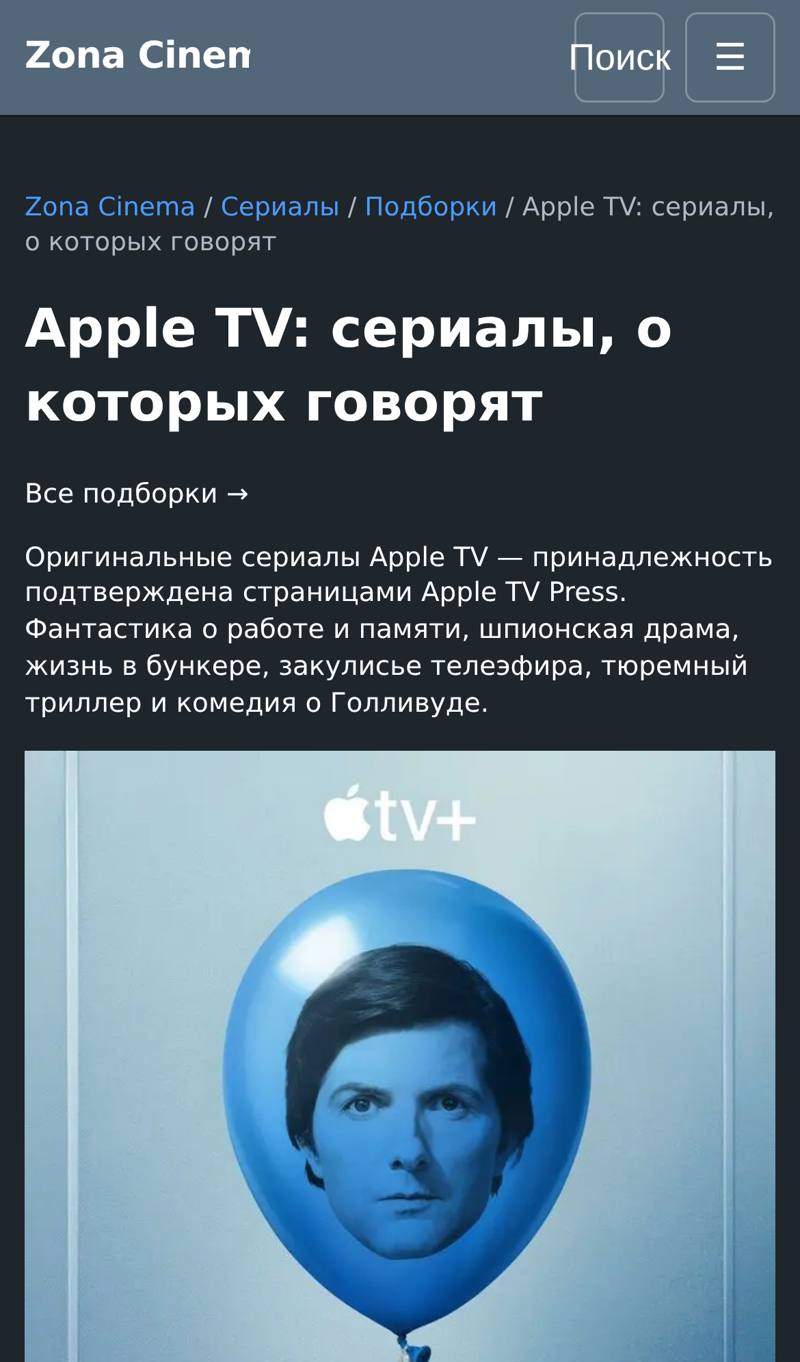 Zona Cinem
Поиск ☰
Zona Cinema / Сериалы / Подборки / Apple TV: сериалы,
о которых говорят
Apple TV: сериалы, о
которых говорят
Все подборки →
Оригинальные сериалы Apple TV — принадлежность
подтверждена страницами Apple TV Press.
Фантастика о работе и памяти, шпионская драма,
жизнь в бункере, закулисье телеэфира, тюремный
триллер и комедия о Голливуде.
tv+